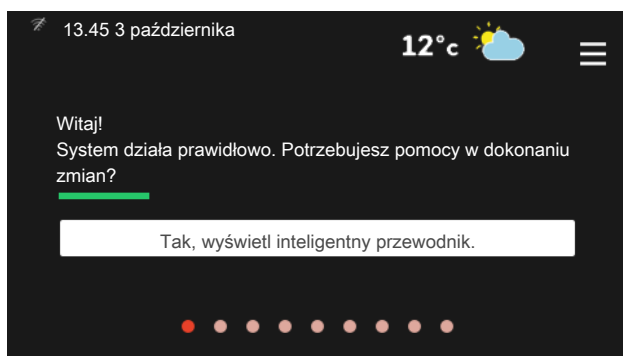 13.45 3 października
12°c
Witaj!
System działa prawidłowo. Potrzebujesz pomocy w dokonaniu
zmian?
Tak, wyświetl inteligentny przewodnik.